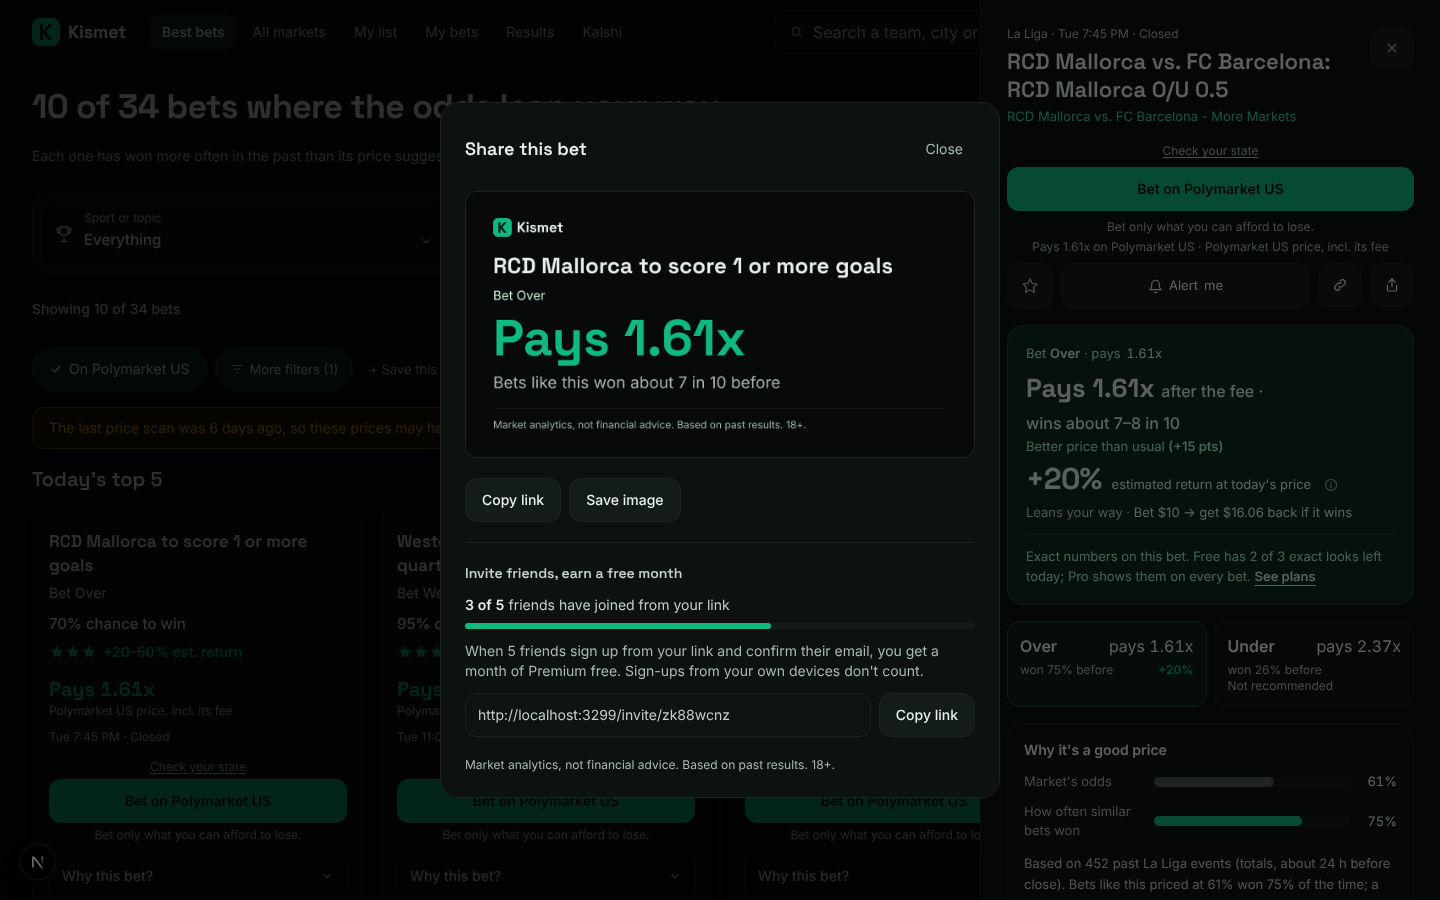 Kismet
Best bets
All markets
My list
My bets
Results
Kalshi
Search a team, city or
10 of 34 bets where the odds lean your way
Each one has won more often in the past than its price sugges
Sport or topic
Everything
Showing 10 of 34 bets
On Polymarket US
More filters (1)
+ Save this
The last price scan was 6 days ago, so these prices may ha
Today's top 5
RCD Mallorca to score 1 or more
goals
Bet Over
70% chance to win
+20–50% est. return
Pays 1.61x
Polymarket US price, incl. its fee
Tue 7:45 PM · Closed
Check your state
Bet on Polymarket US
Bet only what you can afford to lose.
Why this bet?
West
quart
Bet We
95% c
Pays
Polymar
Tue 11:0
Bet on Polymarket US
Bet only what you can afford to lose.
Why this bet?
Bet on Polymarket US
Bet only what you can afford to lo
Why this bet?
Share this bet
Close
Kismet
RCD Mallorca to score 1 or more goals
Bet Over
Pays 1.61x
Bets like this won about 7 in 10 before
Market analytics, not financial advice. Based on past results. 18+.
Copy link
Save image
Invite friends, earn a free month
3 of 5 friends have joined from your link
When 5 friends sign up from your link and confirm their email, you get a
month of Premium free. Sign-ups from your own devices don't count.
http://localhost:3299/invite/zk88wcnz
Copy link
Market analytics, not financial advice. Based on past results. 18+.
La Liga · Tue 7:45 PM · Closed
RCD Mallorca vs. FC Barcelona:
RCD Mallorca O/U 0.5
RCD Mallorca vs. FC Barcelona - More Markets
Check your state
Bet on Polymarket US
Bet only what you can afford to lose.
Pays 1.61x on Polymarket US · Polymarket US price, incl. its fee
Alert me
Bet Over · pays 1.61x
Pays 1.61x after the fee ·
wins about 7–8 in 10
Better price than usual (+15 pts)
+20% estimated return at today's price
Leans your way · Bet $10 → get $16.06 back if it wins
Exact numbers on this bet. Free has 2 of 3 exact looks left
today; Pro shows them on every bet. See plans
Over pays 1.61x
won 75% before +20%
Under pays 2.37x
won 26% before
Not recommended
Why it's a good price
Market's odds 61%
How often similar
bets won 75%
Based on 452 past La Liga events (totals, about 24 h before
close). Bets like this priced at 61% won 75% of the time; a